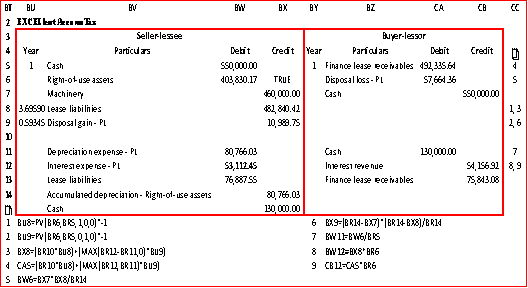 BT BU BV BW BX BY BZ CA CB CC
2 EXCEL best Account Tax
3 Seller-lessee Buyer-lessor
4 Year Particulars Debit Credit Year Particulars Debit Credit
5 1 Cash 550,000.00 1 Finance lease receivables 492,335.64 4
6 Right-of-use assets 403,830.17 TRUE Disposal loss - PL 57,664.36 5
7 Machinery 460,000.00 Cash 550,000.00
8 3.69590 Lease liabilities 482,840.42 1, 3
9 0.59345 Disposal gain - PL 10,989.75 2, 6
10
11 Depreciation expense - PL 80,766.03 Cash 130,000.00 7
12 Interest expense - PL 53,112.45 Interest revenue 54,156.92 8, 9
13 Lease liabilities 76,887.55 Finance lease receivables 75,843.08
14 Accumulated depreciation - Right-of-use assets 80,766.03
Cash 130,000.00
1 BU8=PV(BR6,BR5,1,0,0)*-1 6 BX9=(BR14-BX7)*(BR14-BX8)/BR14
2 BU9=PV(BR6,BR5,0,1,0)*-1 7 BW11=BW6/BR5
3 BX8=(BR10*BU8)+(MAX(BR12-BR11,0)*BU9) 8 BW12=BX8*BR6
4 CA5=(BR10*BU8)+(MAX(BR12,BR11)*BU9) 9 CB12=CA5*BR6
5 BW6=BX7*BX8/BR14